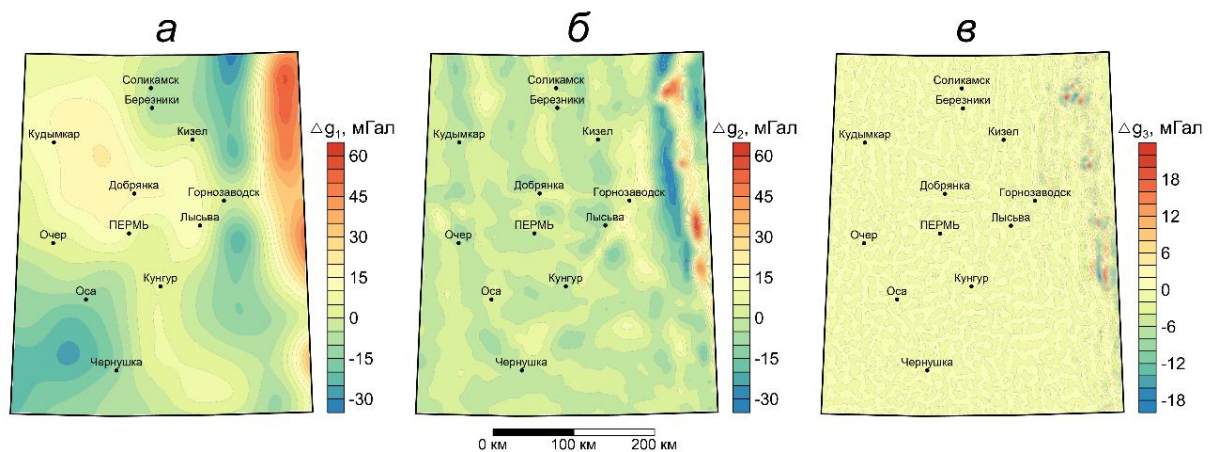 а
б
в
Соликамск
Березники
Кудымкар
Кизел
Добрянка
Горнозаводск
ПЕРМЬ
Лысьва
Очер
Кунгур
Оса
Чернушка
△g1, мГал
60
45
30
15
0
-15
-30
Соликамск
Березники
Кудымкар
Кизел
Добрянка
Горнозаводск
ПЕРМЬ
Лысьва
Очер
Кунгур
Оса
Чернушка
△g2, мГал
60
45
30
15
0
-15
-30
Соликамск
Березники
Кудымкар
Кизел
Добрянка
Горнозаводск
ПЕРМЬ
Лысьва
Очер
Кунгур
Оса
Чернушка
△g3, мГал
18
12
6
0
-6
-12
-18
0 км 100 км 200 км